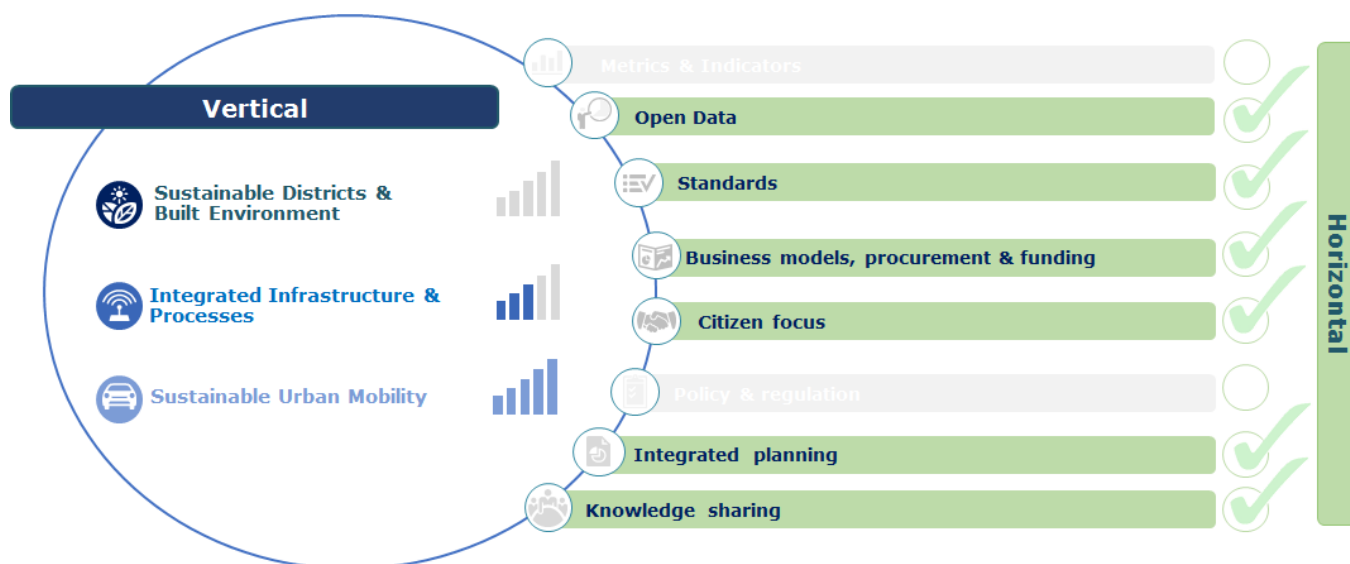 Vertical
Sustainable Districts &
Built Environment
Integrated Infrastructure &
Processes
Sustainable Urban Mobility
Metrics & Indicators
Open Data
Standards
Business models, procurement & funding
Citizen focus
Policy & regulation
Integrated planning
Knowledge sharing
Horizontal